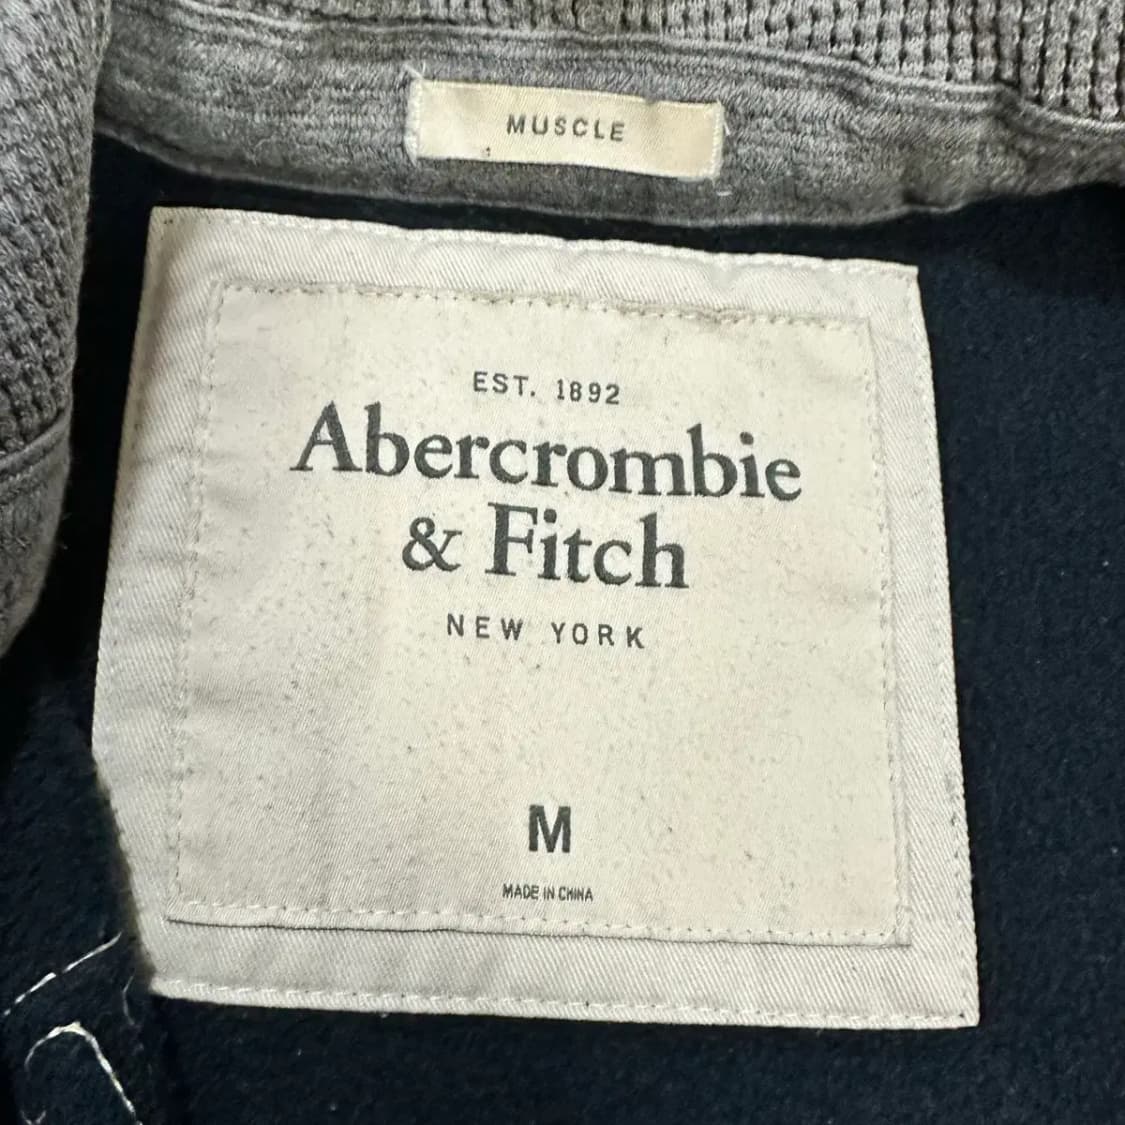 MUSCLE
EST. 1892
Abercrombie
& Fitch
NEW YORK
M
MADE IN CHINA